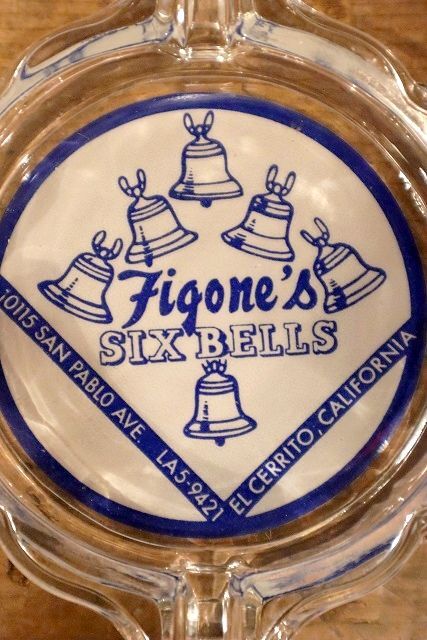 Figone's
SIX BELLS
10115 SAN PABLO AVE. LA5-9421
EL CERRITO, CALIFORNIA